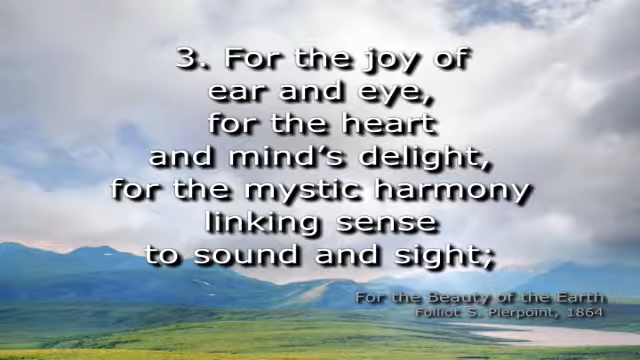 3. For the joy of
ear and eye,
for the heart
and mind's delight,
for the mystic harmony
linking sense
to sound and sight;
For the Beauty of the Earth
Folliot S. Pierpoint, 1864